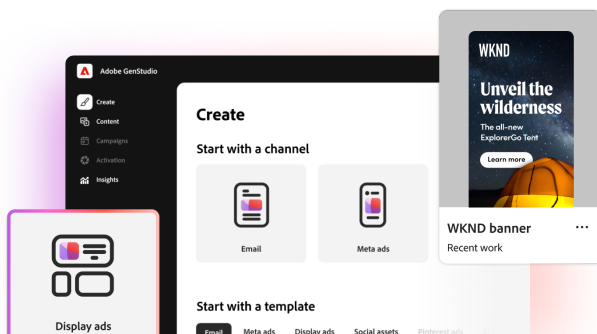 Adobe GenStudio
Create
Content
Campaigns
Activation
Insights
Create
Start with a channel
Email
Meta ads
Display ads
Start with a template
Email
Meta ads
Display ads
Social assets
Pinterest ads
WKND
Unveil the
wilderness
The all-new
ExplorerGo Tent
Learn more
WKND banner
Recent work